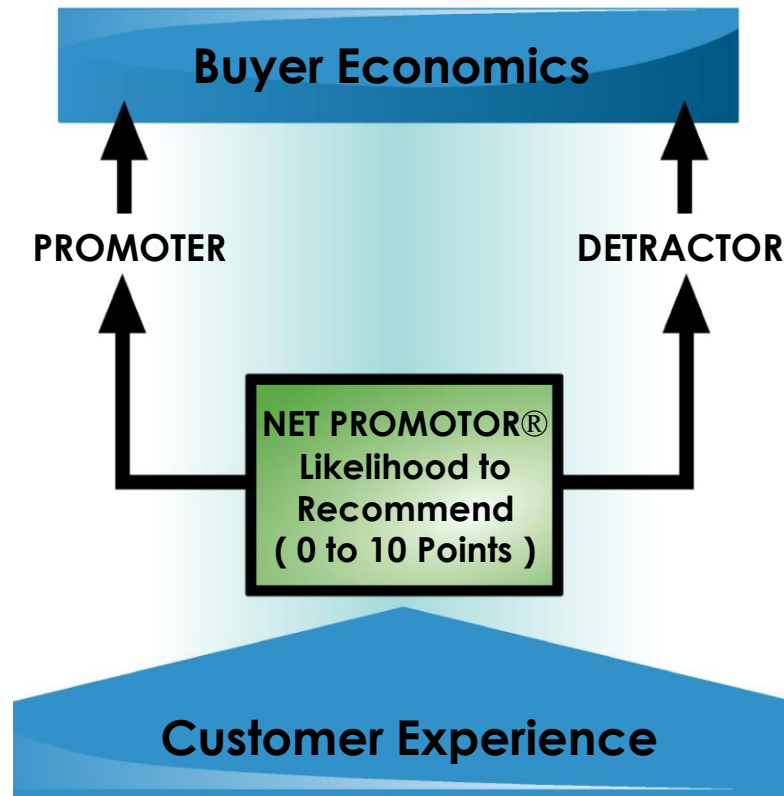 Buyer Economics
PROMOTER
DETRACTOR
NET PROMOTOR®
Likelihood to
Recommend
( 0 to 10 Points )
Customer Experience